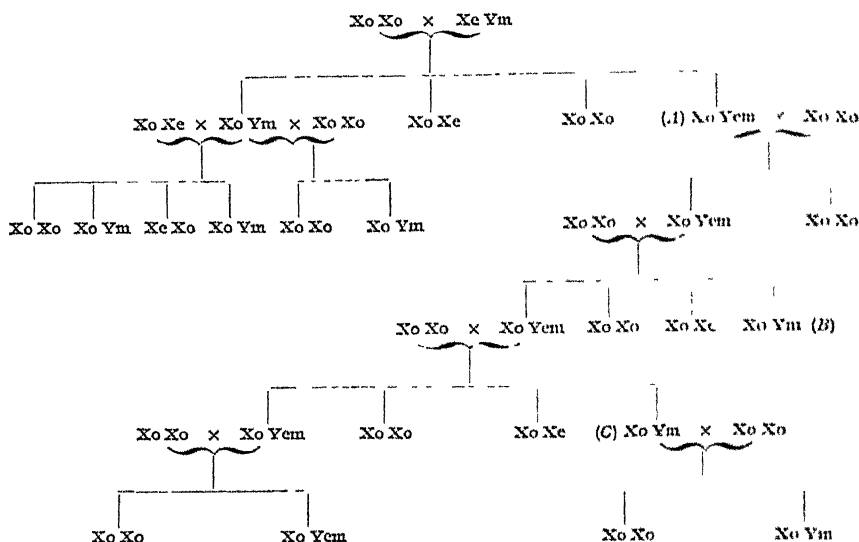 Xo Xo × Xe Ym
Xo Xe × Xo Ym × Xo Xo Xo Xe Xo Xo (A) Xo Yem × Xo Xo
Xo Xo Xo Ym Xe Xo Xo Ym Xo Xo Xo Ym Xo Xo × Xo Yem Xo Xo
Xo Xo × Xo Yem Xo Xo Xo Xe Xo Ym (B)
Xo Xo × Xo Yem Xo Xo Xo Xe (C) Xo Ym × Xo Xo
Xo Xo Xo Yem Xo Xo Xo Ym